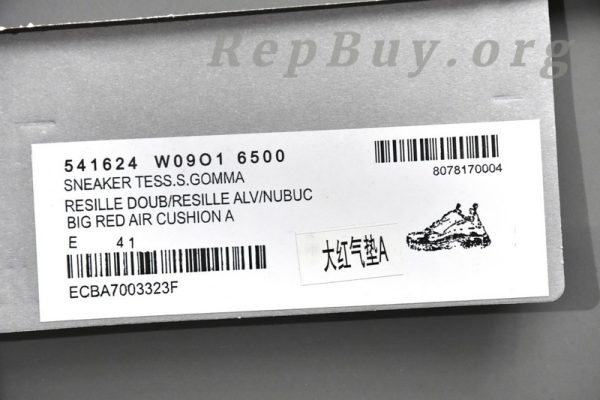 RepBuy.org
541624 W09O1 6500
SNEAKER TESS.S.GOMMA
8078170004
RESILLE DOUB/RESILLE ALV/NUBUC
BIG RED AIR CUSHION A
E 41
大红气垫A
ECBA7003323F